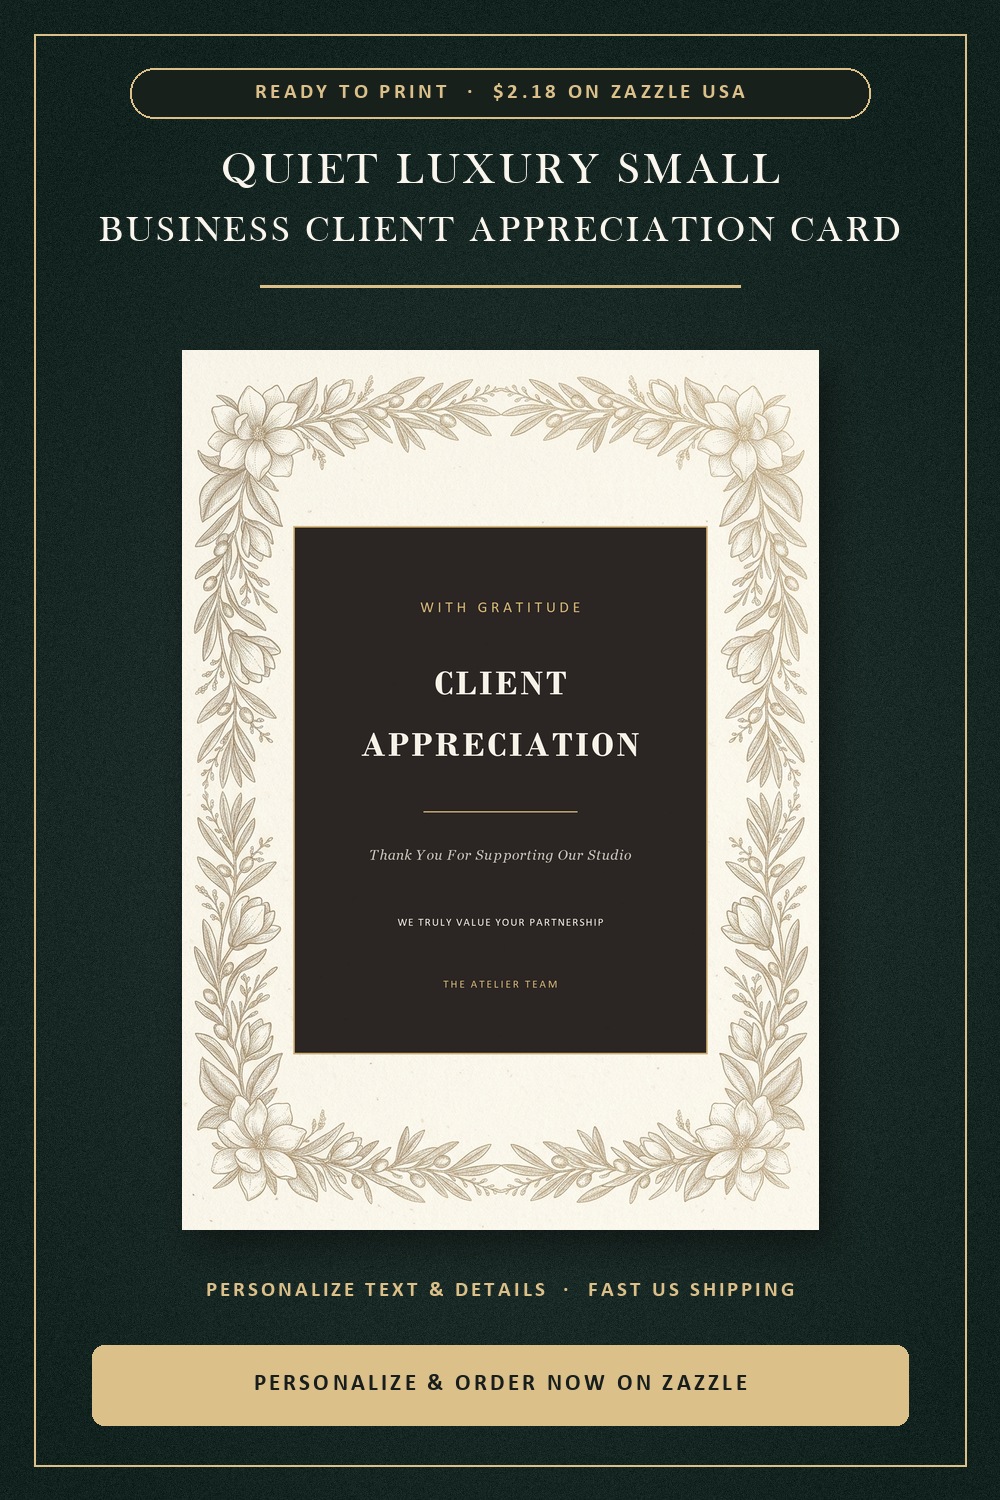 READY TO PRINT · $2.18 ON ZAZZLE USA
QUIET LUXURY SMALL
BUSINESS CLIENT APPRECIATION CARD
WITH GRATITUDE
CLIENT
APPRECIATION
Thank You For Supporting Our Studio
WE TRULY VALUE YOUR PARTNERSHIP
THE ATELIER TEAM
PERSONALIZE TEXT & DETAILS · FAST US SHIPPING
PERSONALIZE & ORDER NOW ON ZAZZLE